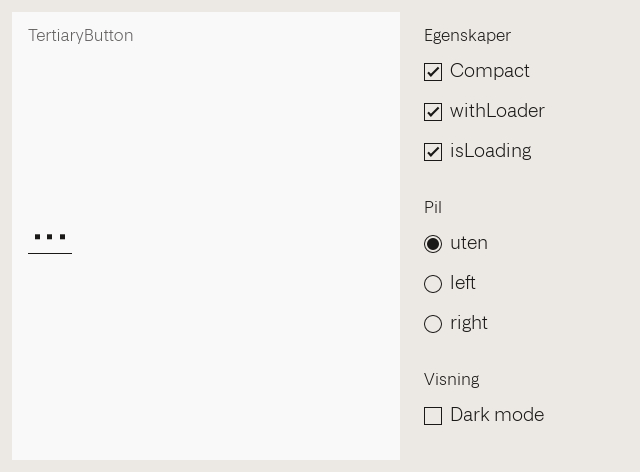 TertiaryButton
Egenskaper
Compact
withLoader
isLoading
Pil
uten
left
right
Visning
Dark mode